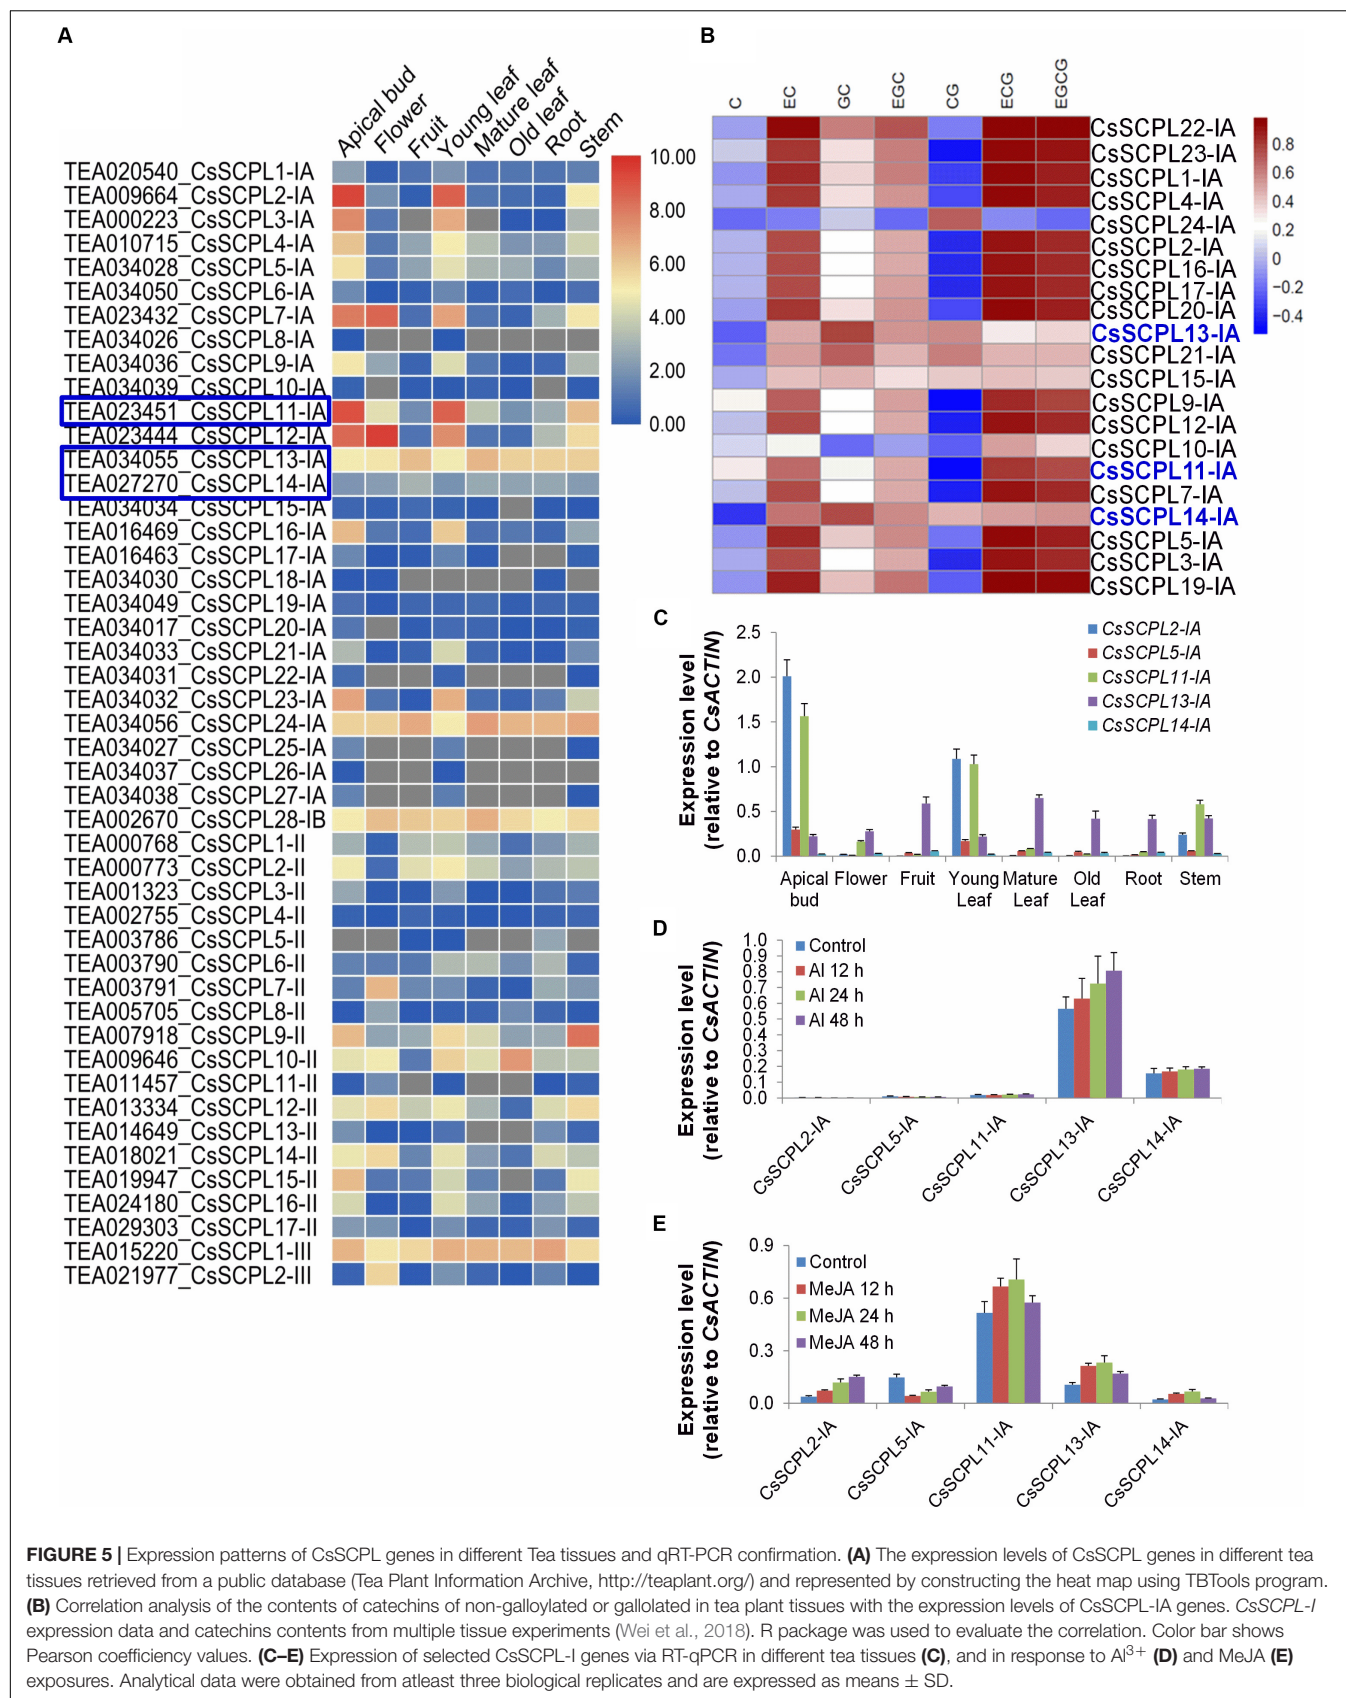 A
Apical bud
Flower
Fruit
Young leaf
Mature leaf
Old leaf
Root
Stem
TEA020540_CsSCPL1-IA
TEA009664_CsSCPL2-IA
TEA000223_CsSCPL3-IA
TEA010715_CsSCPL4-IA
TEA034028_CsSCPL5-IA
TEA034050_CsSCPL6-IA
TEA023432_CsSCPL7-IA
TEA034026_CsSCPL8-IA
TEA034036_CsSCPL9-IA
TEA034039_CsSCPL10-IA
TEA023451_CsSCPL11-IA
TEA023444_CsSCPL12-IA
TEA034055_CsSCPL13-IA
TEA027270_CsSCPL14-IA
TEA034034_CsSCPL15-IA
TEA016469_CsSCPL16-IA
TEA016463_CsSCPL17-IA
TEA034030_CsSCPL18-IA
TEA034049_CsSCPL19-IA
TEA034017_CsSCPL20-IA
TEA034033_CsSCPL21-IA
TEA034031_CsSCPL22-IA
TEA034032_CsSCPL23-IA
TEA034056_CsSCPL24-IA
TEA034027_CsSCPL25-IA
TEA034037_CsSCPL26-IA
TEA034038_CsSCPL27-IA
TEA002670_CsSCPL28-IB
TEA000768_CsSCPL1-II
TEA000773_CsSCPL2-II
TEA001323_CsSCPL3-II
TEA002755_CsSCPL4-II
TEA003786_CsSCPL5-II
TEA003790_CsSCPL6-II
TEA003791_CsSCPL7-II
TEA005705_CsSCPL8-II
TEA007918_CsSCPL9-II
TEA009646_CsSCPL10-II
TEA011457_CsSCPL11-II
TEA013334_CsSCPL12-II
TEA014649_CsSCPL13-II
TEA018021_CsSCPL14-II
TEA019947_CsSCPL15-II
TEA024180_CsSCPL16-II
TEA029303_CsSCPL17-II
TEA015220_CsSCPL1-III
TEA021977_CsSCPL2-III
10.00
8.00
6.00
4.00
2.00
0.00
B
C
EC
GC
EGC
CG
ECG
EGCG
CsSCPL22-IA
CsSCPL23-IA
CsSCPL1-IA
CsSCPL4-IA
CsSCPL24-IA
CsSCPL2-IA
CsSCPL16-IA
CsSCPL17-IA
CsSCPL20-IA
CsSCPL13-IA
CsSCPL21-IA
CsSCPL15-IA
CsSCPL9-IA
CsSCPL12-IA
CsSCPL10-IA
CsSCPL11-IA
CsSCPL7-IA
CsSCPL14-IA
CsSCPL5-IA
CsSCPL3-IA
CsSCPL19-IA
0.8
0.6
0.4
0.2
0
−0.2
−0.4
C
Expression level
(relative to CsACTIN)
2.5
2.0
1.5
1.0
0.5
0.0
CsSCPL2-IA
CsSCPL5-IA
CsSCPL11-IA
CsSCPL13-IA
CsSCPL14-IA
Apical Flower Fruit Young Mature Old Root Stem
bud Leaf Leaf Leaf
D
Expression level
(relative to CsACTIN)
1.0
0.9
0.8
0.7
0.6
0.5
0.4
0.3
0.2
0.1
0.0
Control
Al 12 h
Al 24 h
Al 48 h
CsSCPL2-IA
CsSCPL5-IA
CsSCPL11-IA
CsSCPL13-IA
CsSCPL14-IA
E
Expression level
(relative to CsACTIN)
0.9
0.6
0.3
0.0
Control
MeJA 12 h
MeJA 24 h
MeJA 48 h
CsSCPL2-IA
CsSCPL5-IA
CsSCPL11-IA
CsSCPL13-IA
CsSCPL14-IA
FIGURE 5 | Expression patterns of CsSCPL genes in different Tea tissues and qRT-PCR confirmation. (A) The expression levels of CsSCPL genes in different tea
tissues retrieved from a public database (Tea Plant Information Archive, http://teaplant.org/) and represented by constructing the heat map using TBTools program.
(B) Correlation analysis of the contents of catechins of non-galloylated or gallolated in tea plant tissues with the expression levels of CsSCPL-IA genes. CsSCPL-I
expression data and catechins contents from multiple tissue experiments (Wei et al., 2018). R package was used to evaluate the correlation. Color bar shows
Pearson coefficiency values. (C–E) Expression of selected CsSCPL-I genes via RT-qPCR in different tea tissues (C), and in response to Al3+ (D) and MeJA (E)
exposures. Analytical data were obtained from atleast three biological replicates and are expressed as means ± SD.